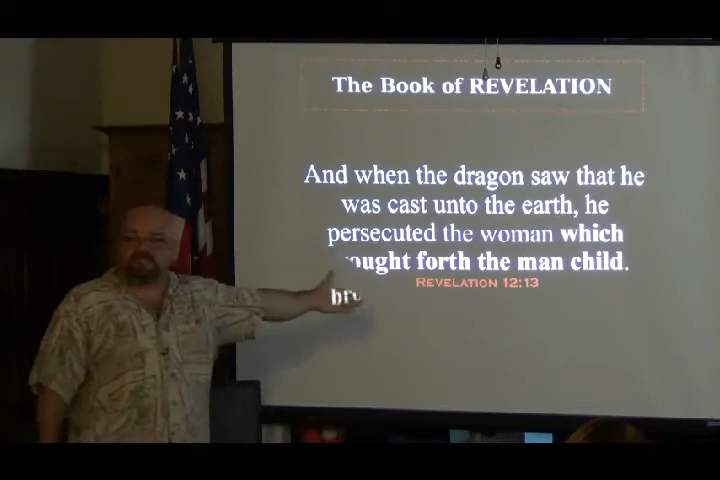 The Book of REVELATION
And when the dragon saw that he
was cast unto the earth, he
persecuted the woman which
brought forth the man child.
REVELATION 12:13